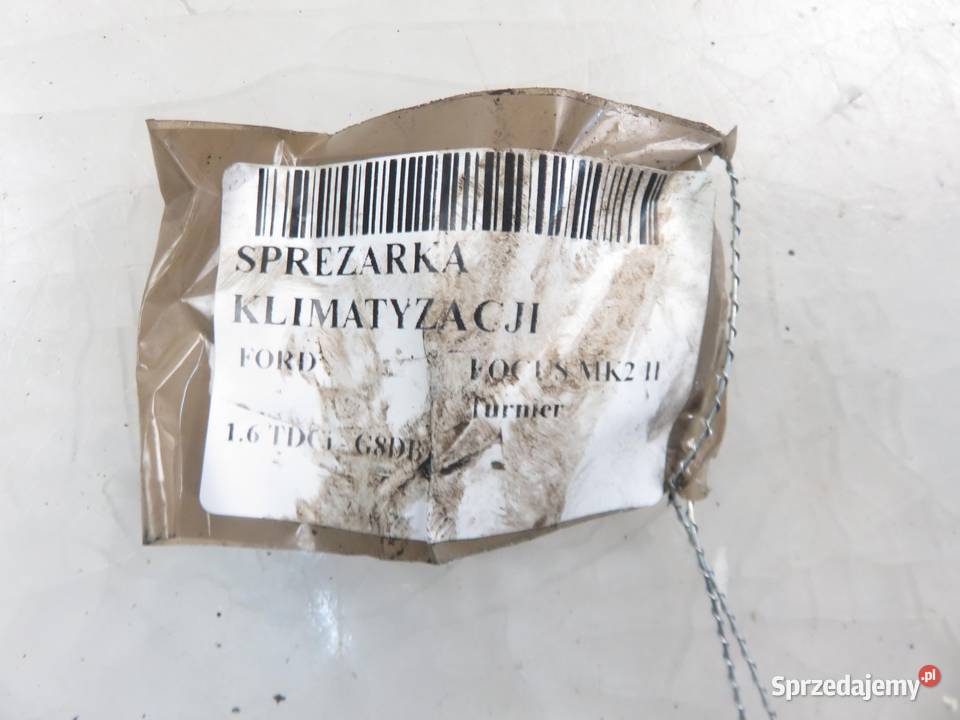 SPREZARKA
KLIMATYZACJI
FORD FOCUS MK2 II
Turnier
1.6 TDCi G8DB
Sprzedajemy.pl